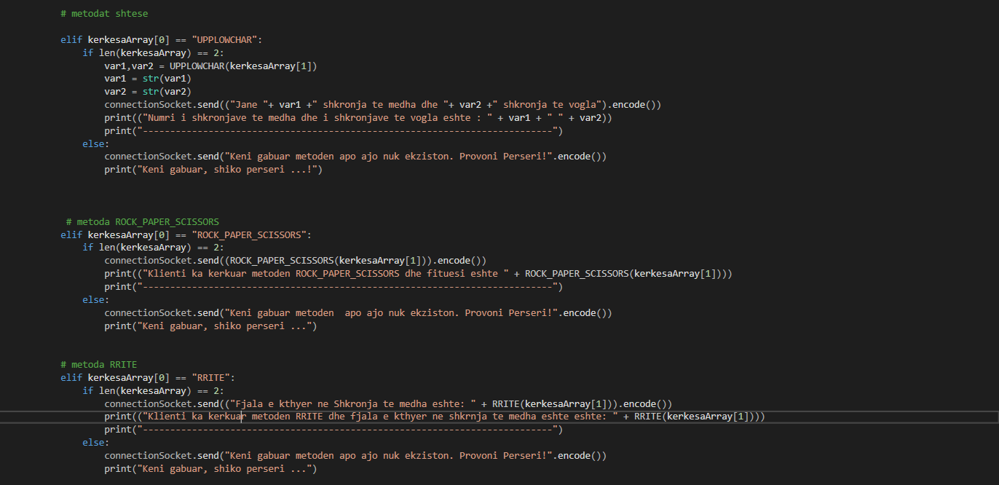 # metodat shtese
elif kerkesaArray[0] == "UPPLOWCHAR":
if len(kerkesaArray) == 2:
var1,var2 = UPPLOWCHAR(kerkesaArray[1])
var1 = str(var1)
var2 = str(var2)
connectionSocket.send(("Jane "+ var1 +" shkronja te medha dhe "+ var2 +" shkronja te vogla").encode())
print(("Numri i shkronjave te medha dhe i shkronjave te vogla eshte : " + var1 + " " + var2))
print("---------------------------------------------------------------------------")
else:
connectionSocket.send("Keni gabuar metoden apo ajo nuk ekziston. Provoni Perseri!".encode())
print("Keni gabuar, shiko perseri ...!")
# metoda ROCK_PAPER_SCISSORS
elif kerkesaArray[0] == "ROCK_PAPER_SCISSORS":
if len(kerkesaArray) == 2:
connectionSocket.send((ROCK_PAPER_SCISSORS(kerkesaArray[1])).encode())
print(("Klienti ka kerkuar metoden ROCK_PAPER_SCISSORS dhe fituesi eshte " + ROCK_PAPER_SCISSORS(kerkesaArray[1])))
print("---------------------------------------------------------------------------")
else:
connectionSocket.send("Keni gabuar metoden  apo ajo nuk ekziston. Provoni Perseri!".encode())
print("Keni gabuar, shiko perseri ...")
# metoda RRITE
elif kerkesaArray[0] == "RRITE":
if len(kerkesaArray) == 2:
connectionSocket.send(("Fjala e kthyer ne Shkronja te medha eshte: " + RRITE(kerkesaArray[1])).encode())
print(("Klienti ka kerkuar metoden RRITE dhe fjala e kthyer ne shkrnja te medha eshte eshte: " + RRITE(kerkesaArray[1])))
print("---------------------------------------------------------------------------")
else:
connectionSocket.send("Keni gabuar metoden apo ajo nuk ekziston. Provoni Perseri!".encode())
print("Keni gabuar, shiko perseri ...")